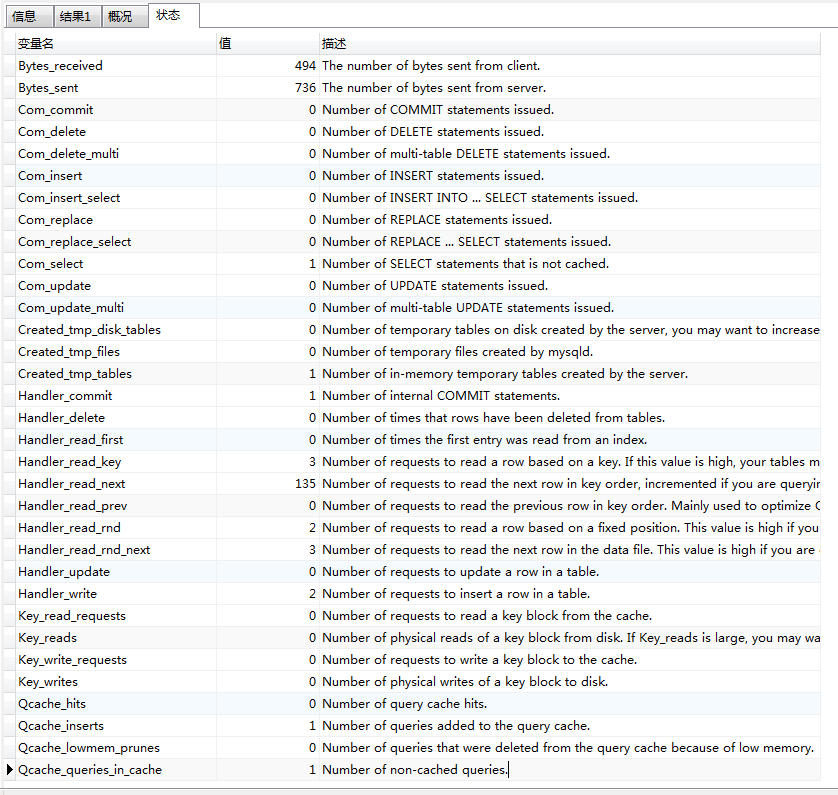 信息 结果1 概况 状态
变量名 值 描述
Bytes_received 494 The number of bytes sent from client.
Bytes_sent 736 The number of bytes sent from server.
Com_commit 0 Number of COMMIT statements issued.
Com_delete 0 Number of DELETE statements issued.
Com_delete_multi 0 Number of multi-table DELETE statements issued.
Com_insert 0 Number of INSERT statements issued.
Com_insert_select 0 Number of INSERT INTO ... SELECT statements issued.
Com_replace 0 Number of REPLACE statements issued.
Com_replace_select 0 Number of REPLACE ... SELECT statements issued.
Com_select 1 Number of SELECT statements that is not cached.
Com_update 0 Number of UPDATE statements issued.
Com_update_multi 0 Number of multi-table UPDATE statements issued.
Created_tmp_disk_tables 0 Number of temporary tables on disk created by the server, you may want to increase
Created_tmp_files 0 Number of temporary files created by mysqld.
Created_tmp_tables 1 Number of in-memory temporary tables created by the server.
Handler_commit 1 Number of internal COMMIT statements.
Handler_delete 0 Number of times that rows have been deleted from tables.
Handler_read_first 0 Number of times the first entry was read from an index.
Handler_read_key 3 Number of requests to read a row based on a key. If this value is high, your tables m
Handler_read_next 135 Number of requests to read the next row in key order, incremented if you are queryin
Handler_read_prev 0 Number of requests to read the previous row in key order. Mainly used to optimize O
Handler_read_rnd 2 Number of requests to read a row based on a fixed position. This value is high if you
Handler_read_rnd_next 3 Number of requests to read the next row in the data file. This value is high if you are
Handler_update 0 Number of requests to update a row in a table.
Handler_write 2 Number of requests to insert a row in a table.
Key_read_requests 0 Number of requests to read a key block from the cache.
Key_reads 0 Number of physical reads of a key block from disk. If Key_reads is large, you may wa
Key_write_requests 0 Number of requests to write a key block to the cache.
Key_writes 0 Number of physical writes of a key block to disk.
Qcache_hits 0 Number of query cache hits.
Qcache_inserts 1 Number of queries added to the query cache.
Qcache_lowmem_prunes 0 Number of queries that were deleted from the query cache because of low memory.
Qcache_queries_in_cache 1 Number of non-cached queries.